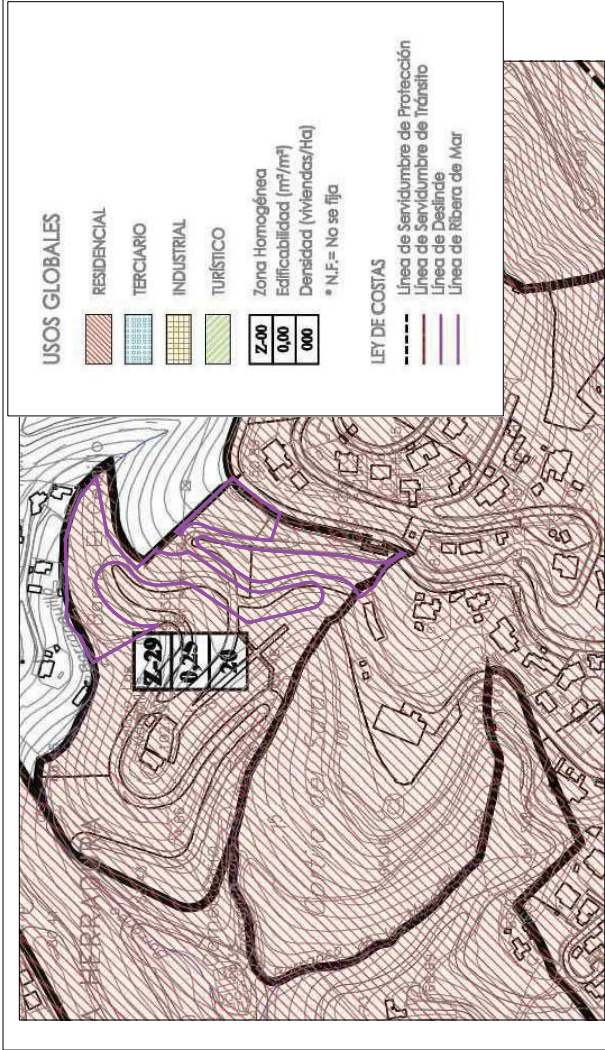 USOS GLOBALES
RESIDENCIAL
TERCIARIO
INDUSTRIAL
TURÍSTICO
Z-00
0,00
000
Zona Homogénea
Edificabilidad (m²/m²)
Densidad (viviendas/Ha)
* N.F.= No se fija
LEY DE COSTAS
Línea de Servidumbre de Protección
Línea de Servidumbre de Tránsito
Línea de Deslinde
Línea de Ribera de Mar
Z-29
0,25
20
HERRADURA